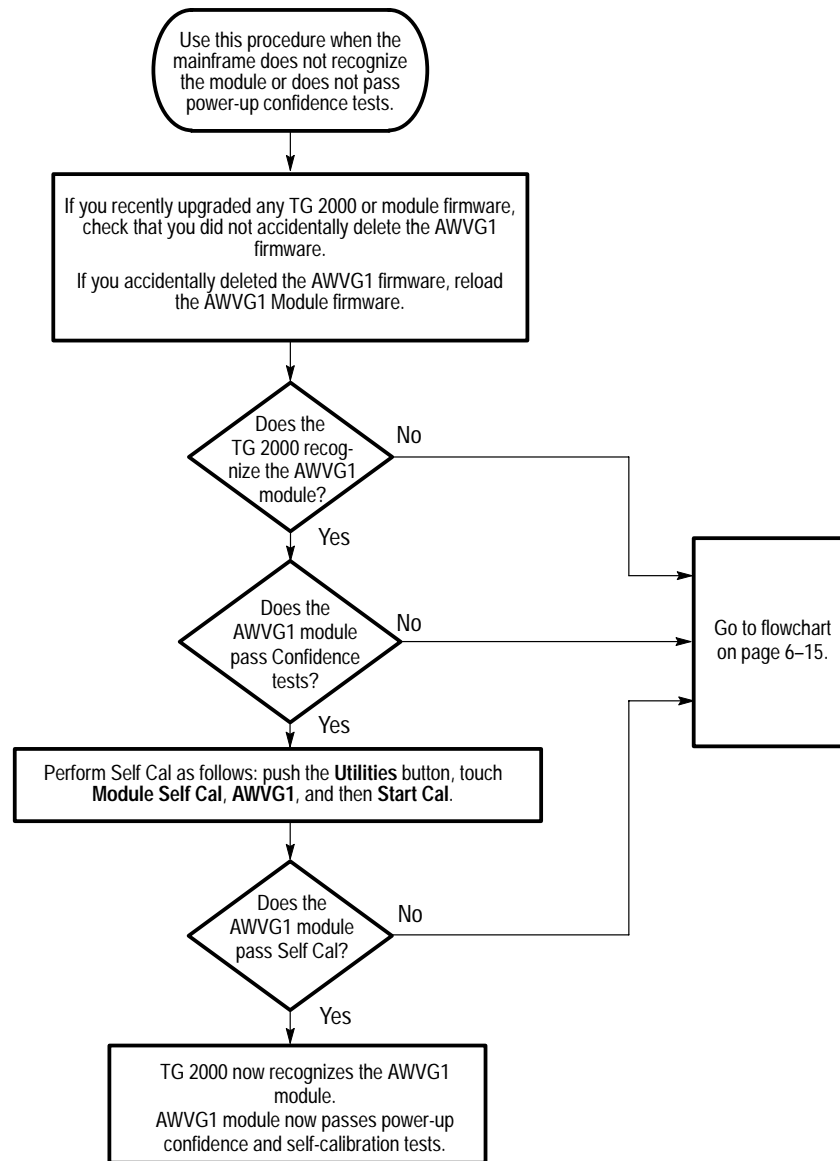 Use this procedure when the
mainframe does not recognize
the module or does not pass
power-up confidence tests.
If you recently upgraded any TG 2000 or module firmware,
check that you did not accidentally delete the AWVG1
firmware.
If you accidentally deleted the AWVG1 firmware, reload
the AWVG1 Module firmware.
Does the
TG 2000 recog-
nize the AWVG1
module?
No
Yes
Does the
AWVG1 module
pass Confidence
tests?
No
Yes
Go to flowchart
on page 6–15.
Perform Self Cal as follows: push the Utilities button, touch
Module Self Cal, AWVG1, and then Start Cal.
Does the
AWVG1 module
pass Self Cal?
No
Yes
TG 2000 now recognizes the AWVG1
module.
AWVG1 module now passes power-up
confidence and self-calibration tests.